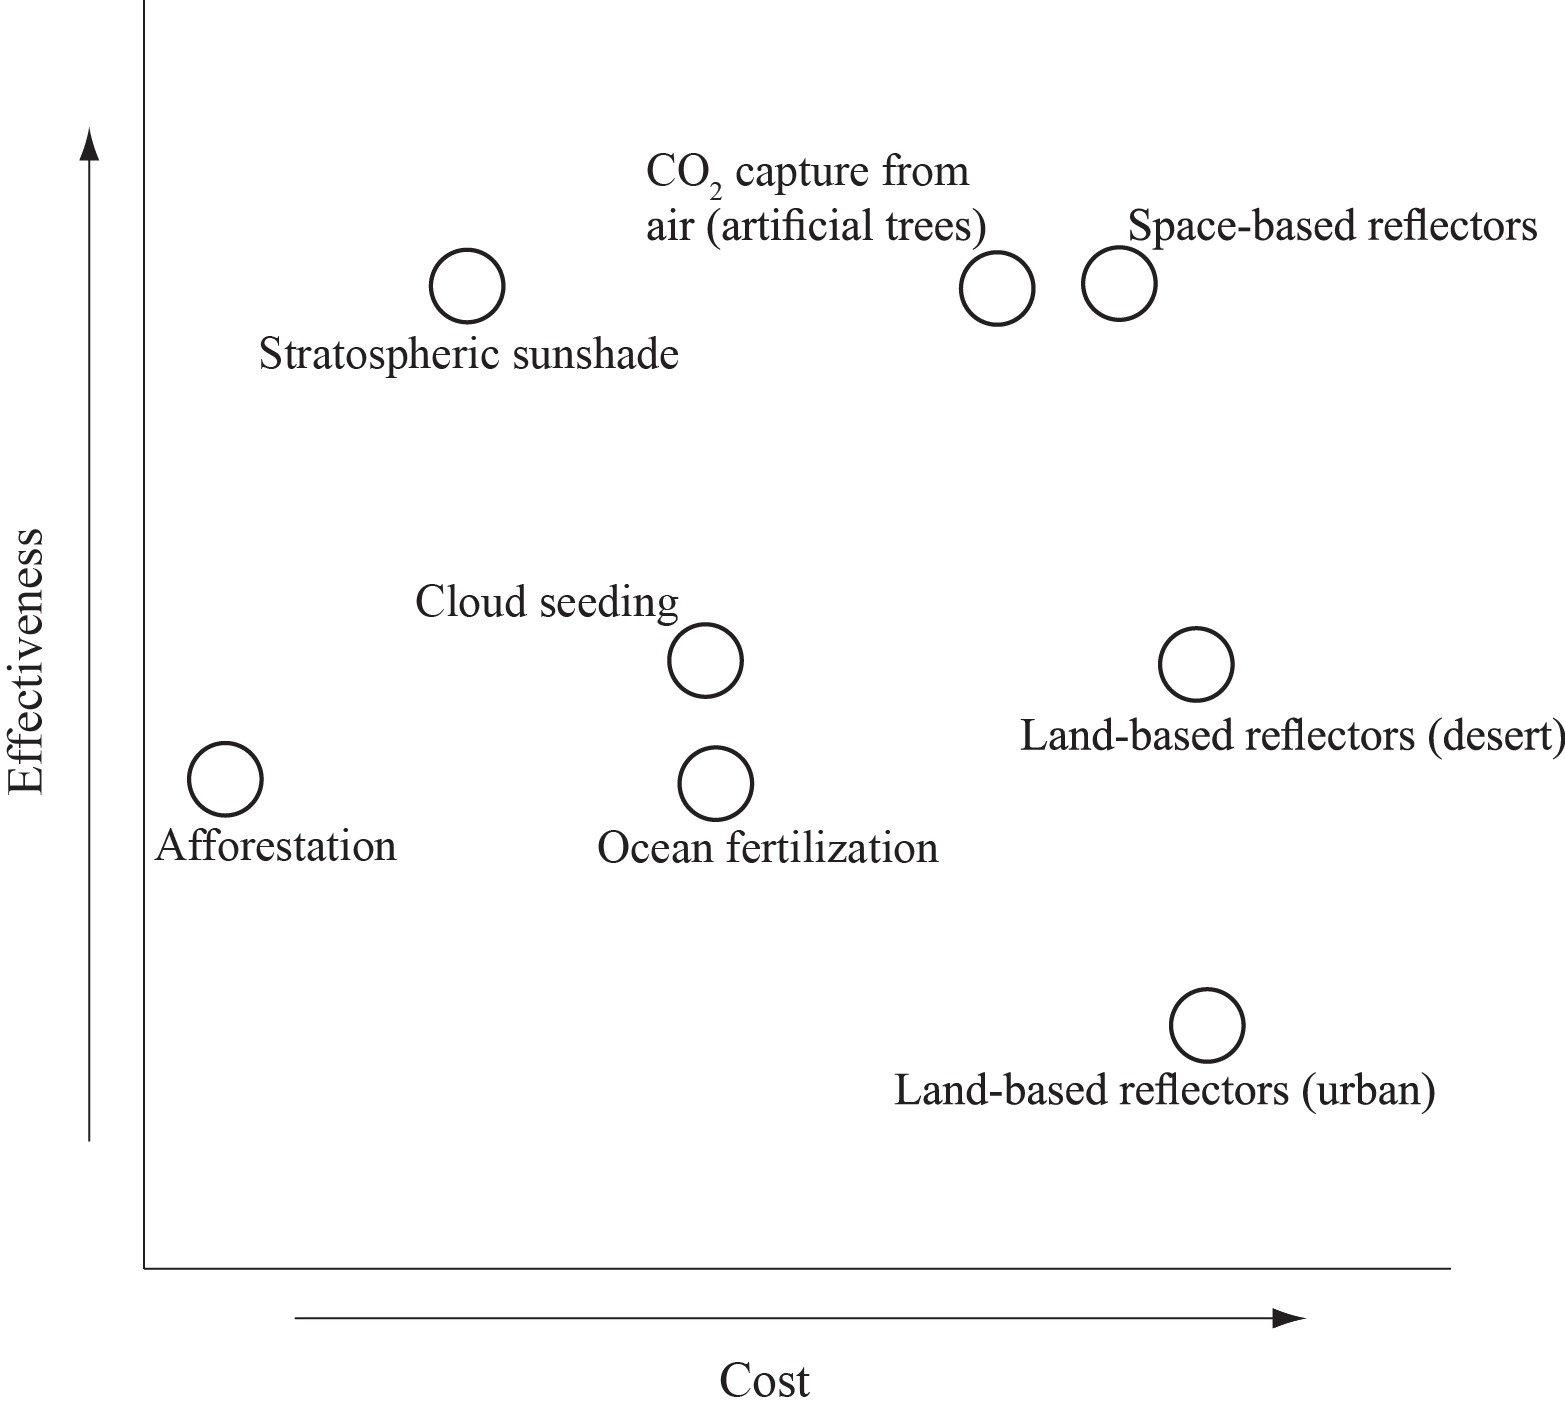 CO₂ capture from
air (artificial trees)
Space-based reflectors
Stratospheric sunshade
Effectiveness
Cloud seeding
Land-based reflectors (desert)
Afforestation
Ocean fertilization
Land-based reflectors (urban)
Cost